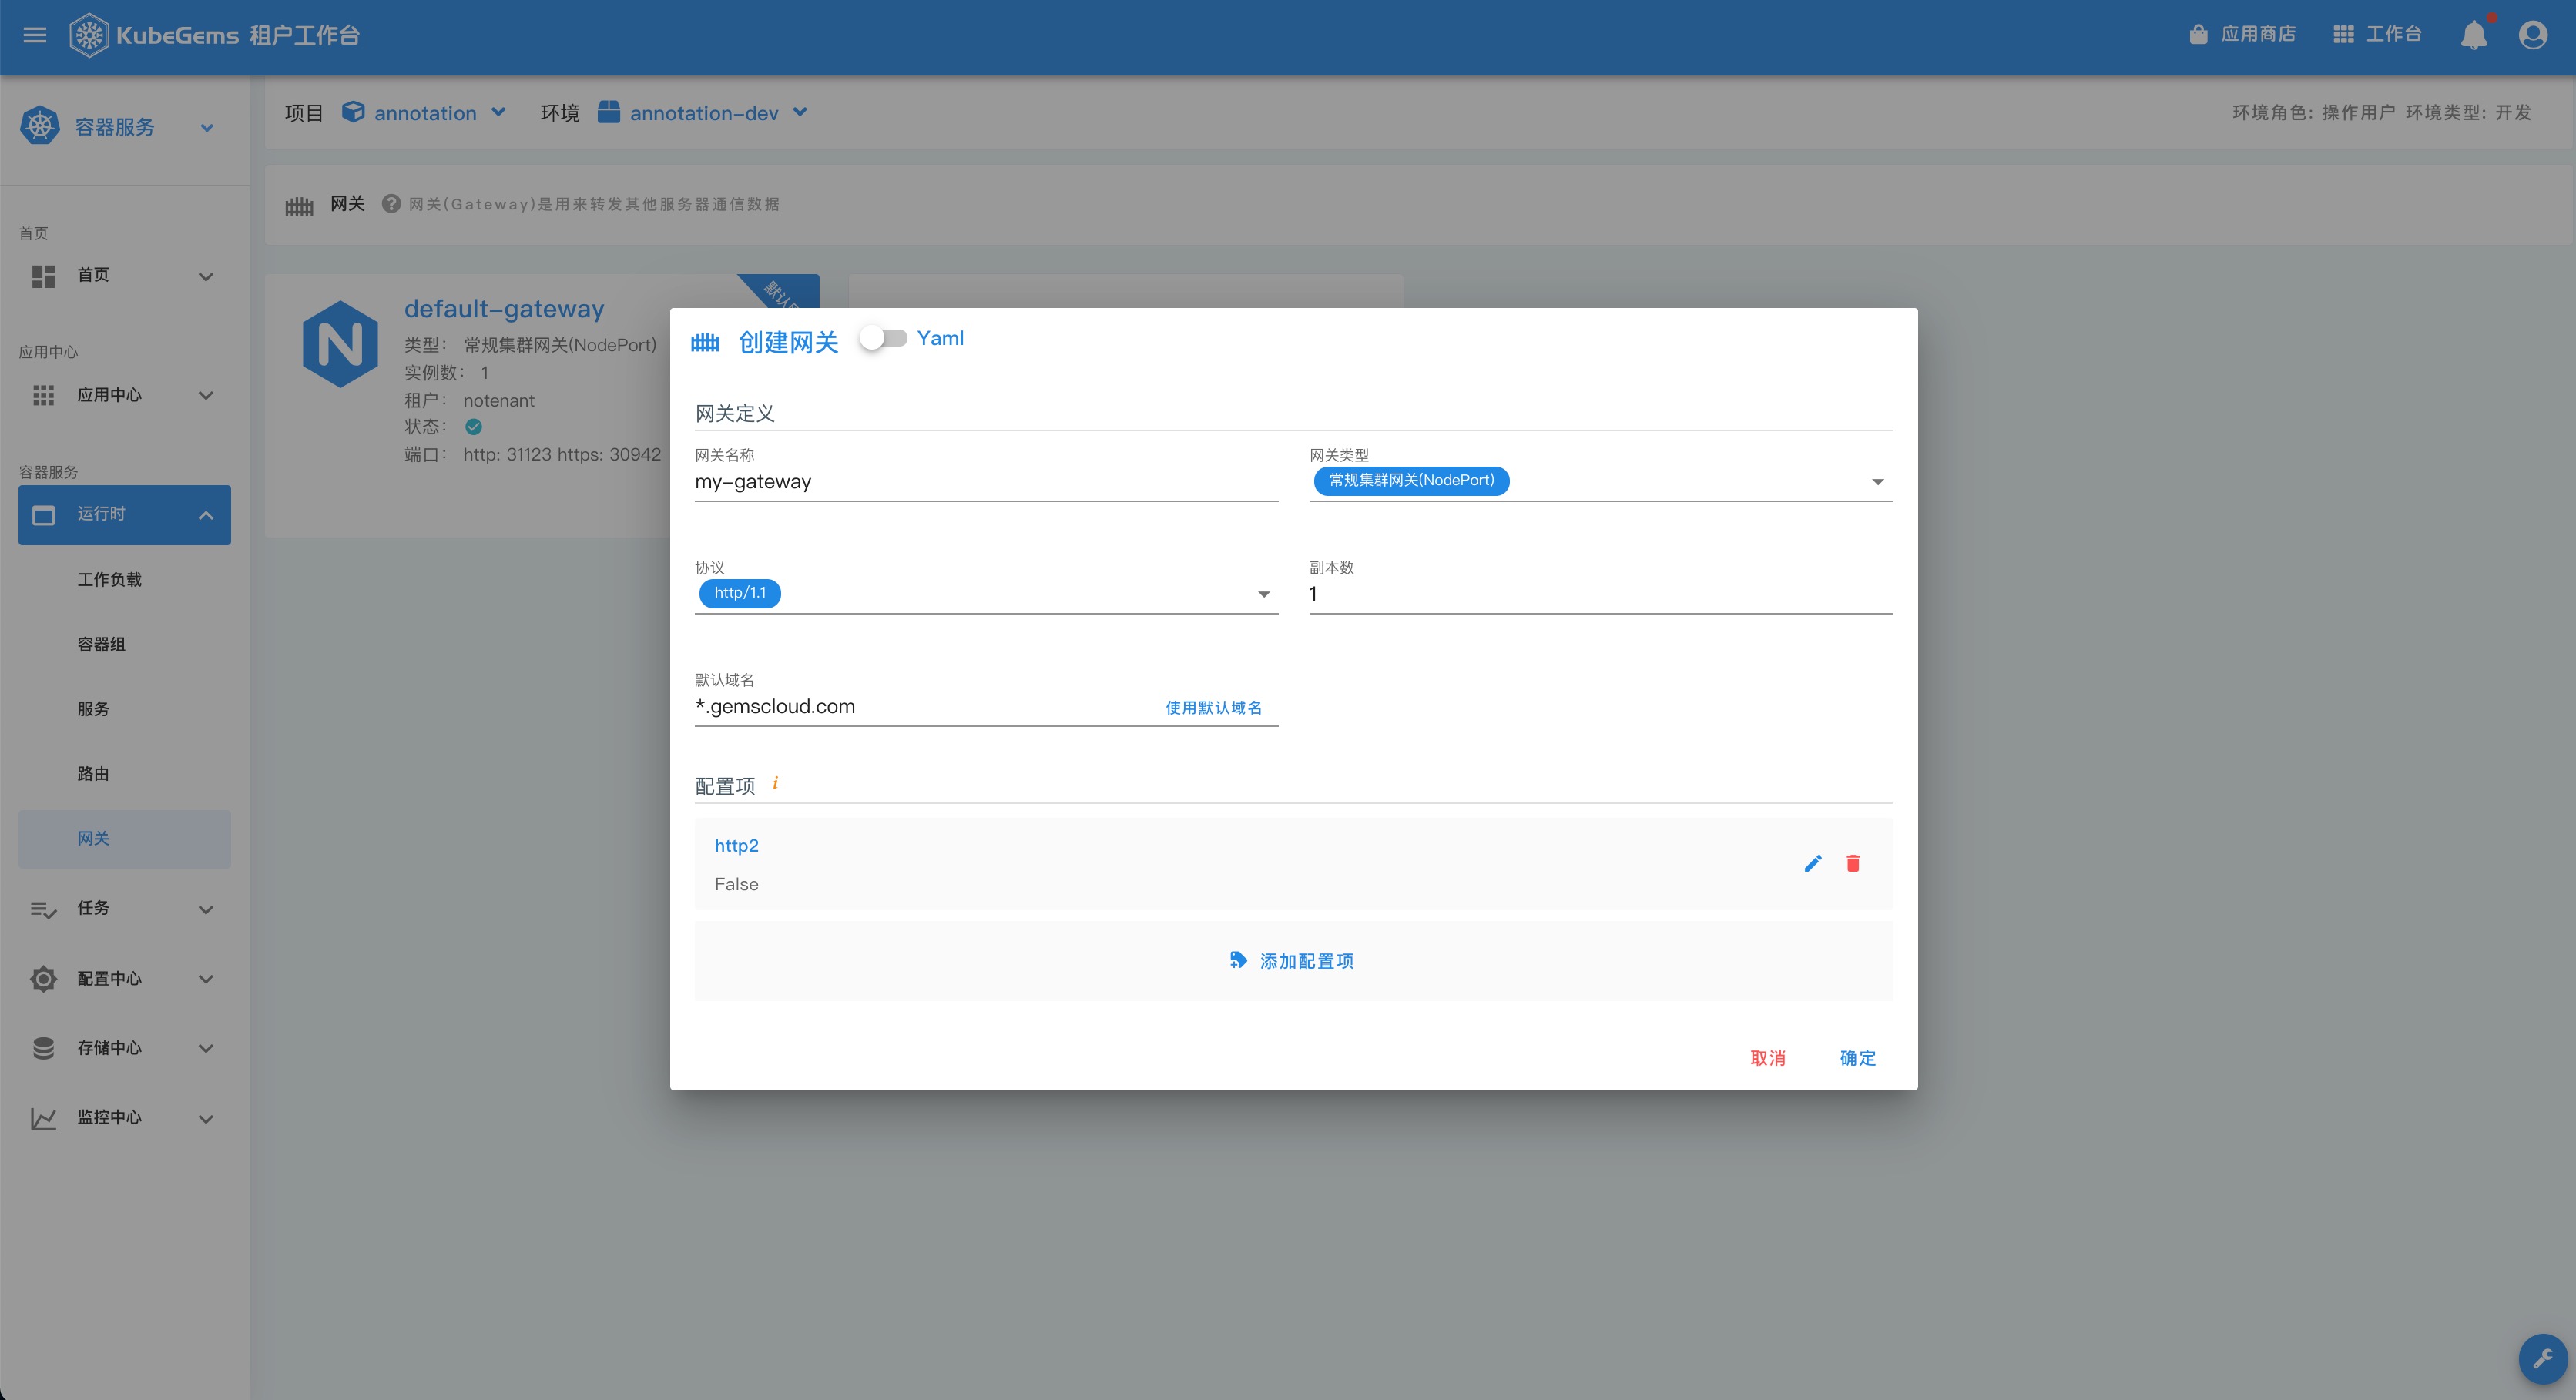 KubeGems 租户工作台
应用商店
工作台
容器服务
项目 annotation 环境 annotation-dev
环境角色: 操作用户 环境类型: 开发
网关 网关(Gateway)是用来转发其他服务器通信数据
首页
首页
应用中心
应用中心
容器服务
运行时
工作负载
容器组
服务
路由
网关
任务
配置中心
存储中心
监控中心
default-gateway
默认
类型: 常规集群网关(NodePort)
实例数: 1
租户: notenant
状态:
端口: http: 31123 https: 30942
创建网关 Yaml
网关定义
网关名称
my-gateway
网关类型
常规集群网关(NodePort)
协议
http/1.1
副本数
1
默认域名
*.gemscloud.com
使用默认域名
配置项 i
http2
False
添加配置项
取消 确定